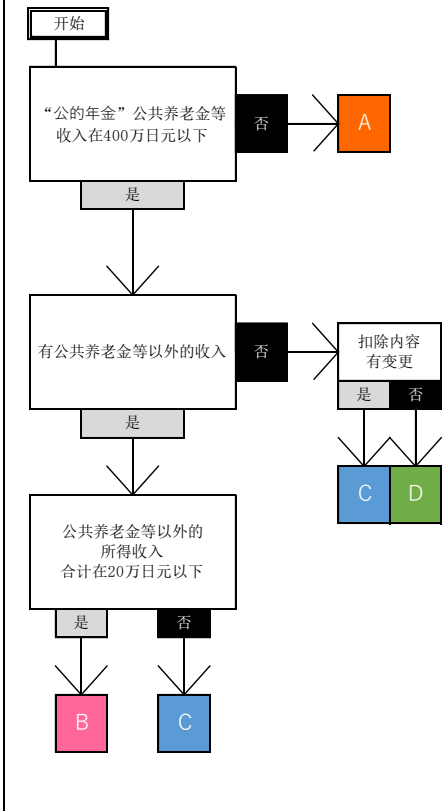 开始
“公的年金”公共养老金等
收入在400万日元以下
否
A
是
有公共养老金等以外的收入
否
扣除内容
有变更
是
否
是
C
D
公共养老金等以外的
所得收入
合计在20万日元以下
是
否
B
C